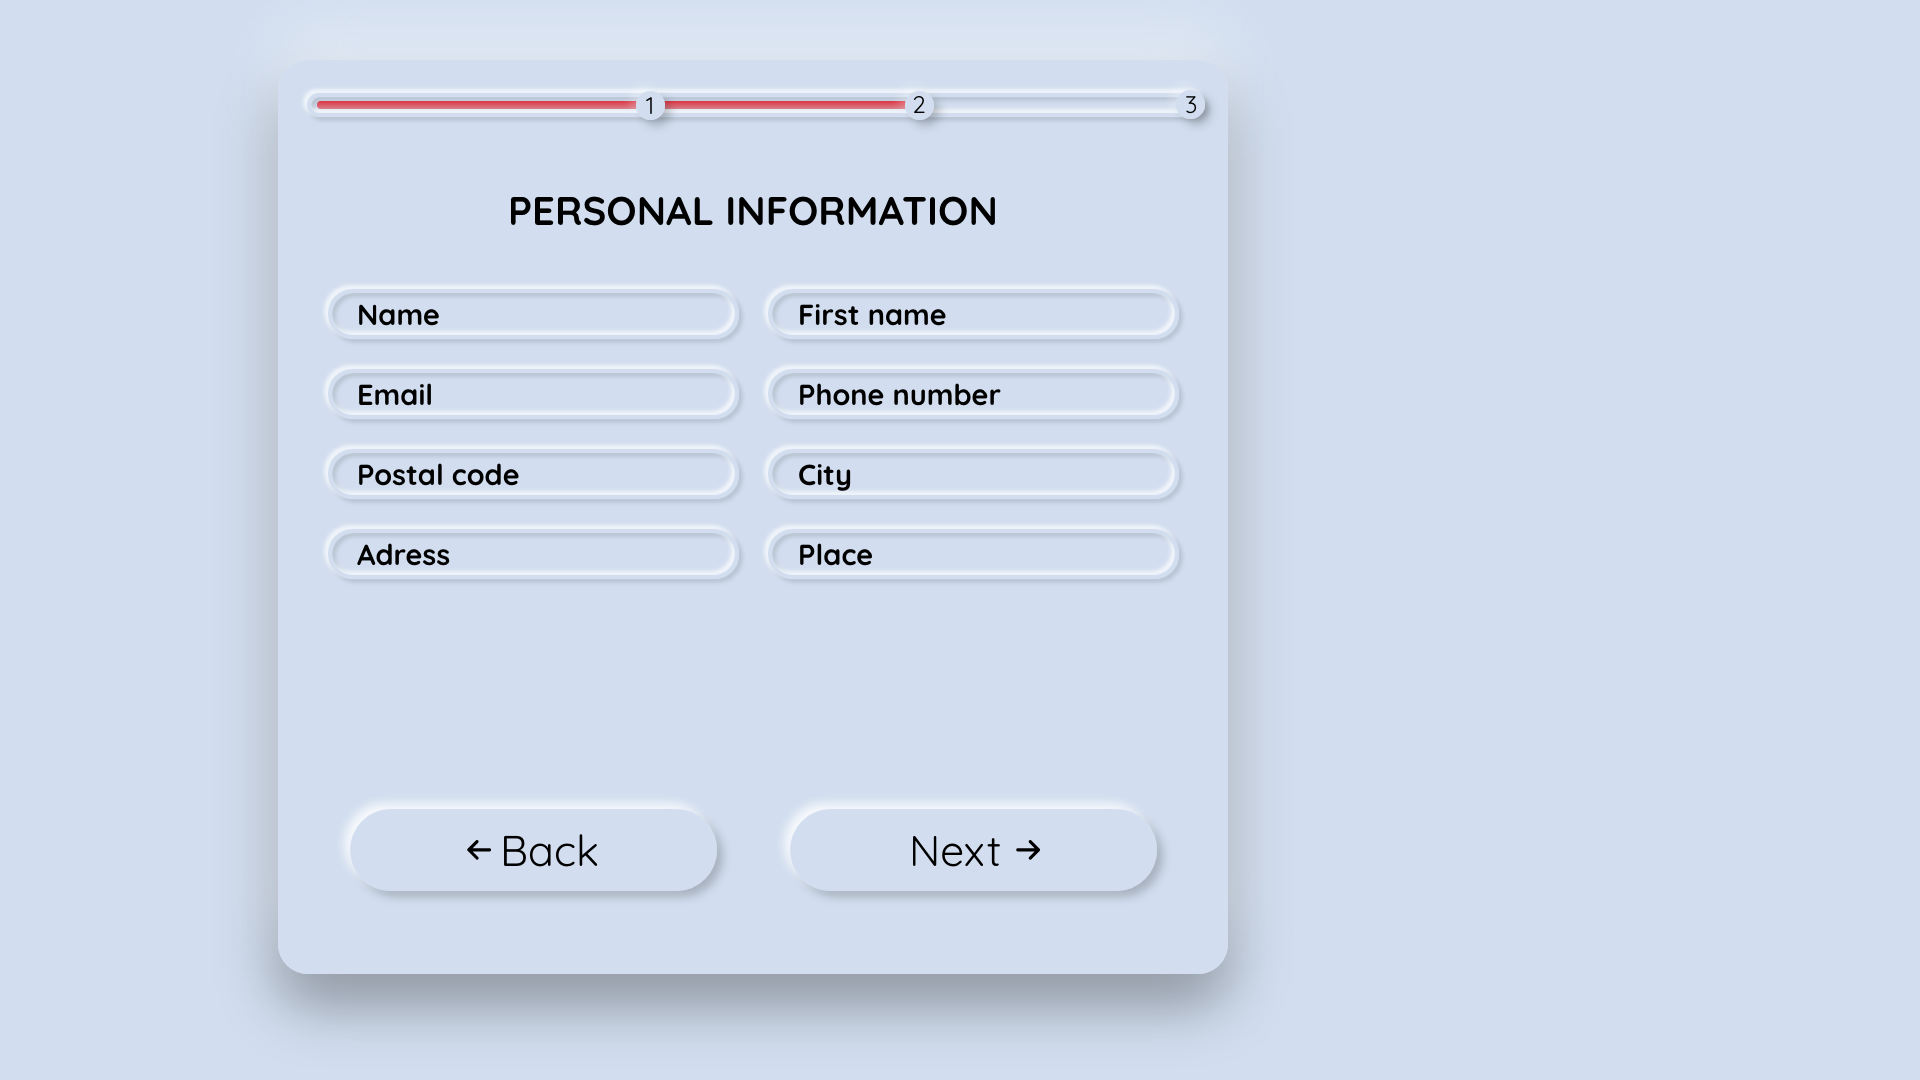 1 2 3
PERSONAL INFORMATION
Name First name
Email Phone number
Postal code City
Adress Place
← Back Next →